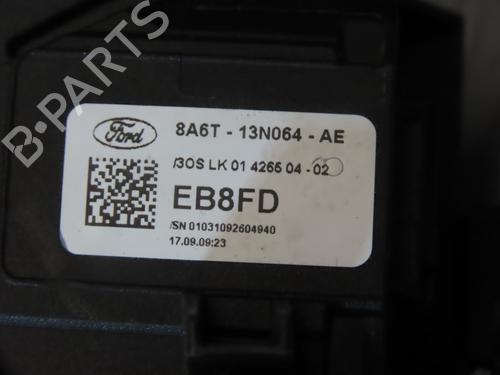 B-PARTS
Ford
8A6T - 13N064 - AE
/3OS LK 01 4266 04 - 02
EB8FD
/SN 01031092604940
17.09.09:23